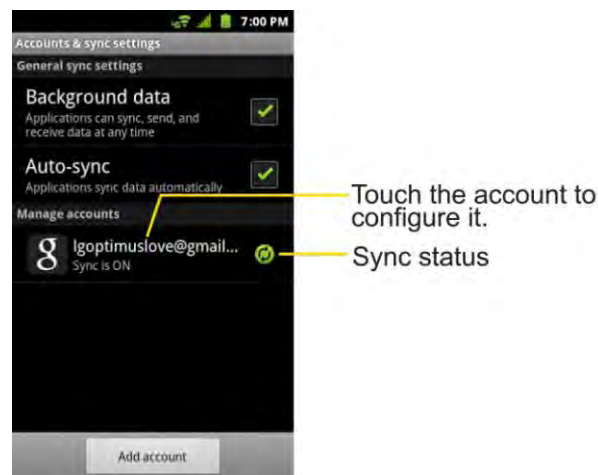 7:00 PM
Accounts & sync settings
General sync settings
Background data
Applications can sync, send, and
receive data at any time
Auto-sync
Applications sync data automatically
Manage accounts
g lgoptimuslove@gmail...
Sync is ON
Touch the account to
configure it.
Sync status
Add account